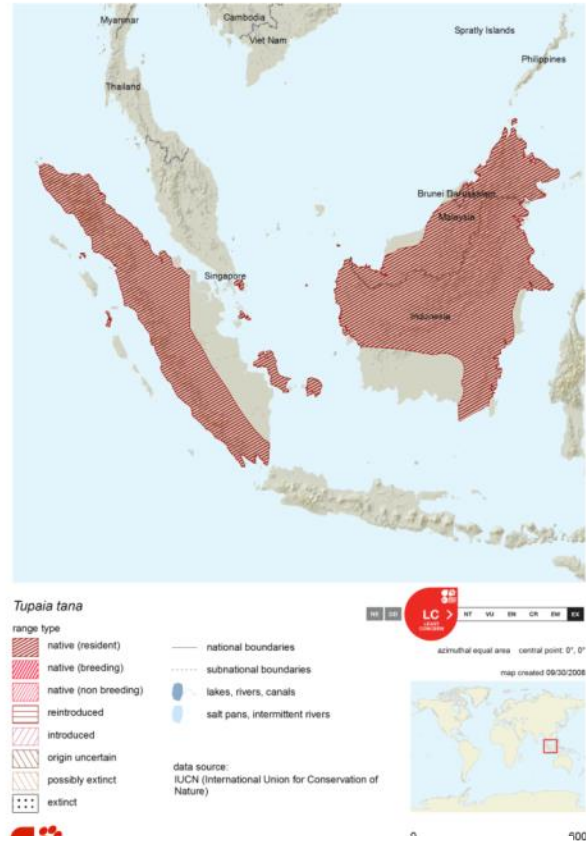 Myanmar
Cambodia
Viet Nam
Spratly Islands
Philippines
Thailand
Brunei Darussalam
Malaysia
Singapore
Indonesia
Tupaia tana
range type
native (resident)
native (breeding)
native (non breeding)
reintroduced
introduced
origin uncertain
possibly extinct
extinct
national boundaries
subnational boundaries
lakes, rivers, canals
salt pans, intermittent rivers
data source:
IUCN (International Union for Conservation of
Nature)
NE DD LC NT VU EN CR EW EX
LEAST
CONCERN
azimuthal equal area central point: 0°, 0°
map created 09/30/2008